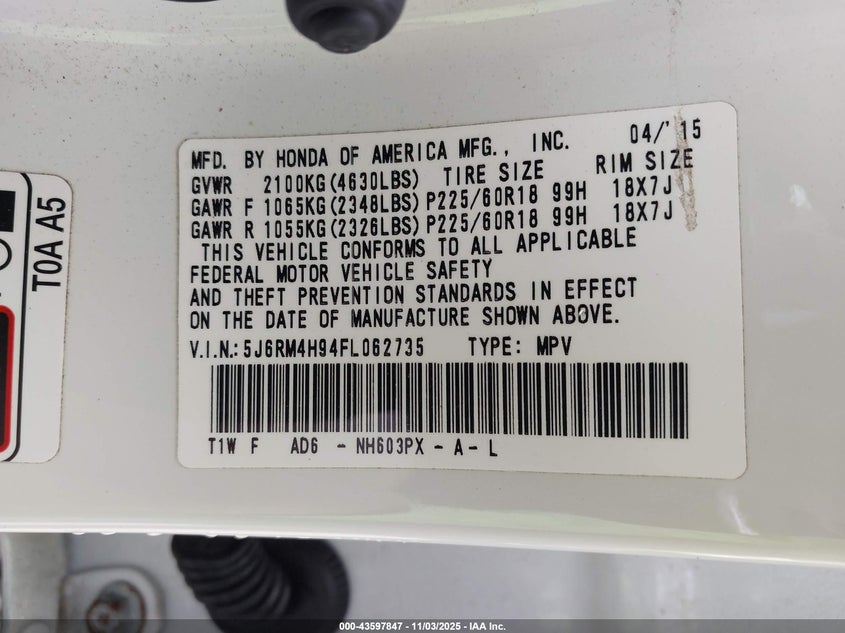 MFD. BY HONDA OF AMERICA MFG., INC. 04/'15
GVWR 2100KG(4630LBS) TIRE SIZE RIM SIZE
GAWR F 1065KG(2348LBS) P225/60R18 99H 18X7J
GAWR R 1055KG(2326LBS) P225/60R18 99H 18X7J
THIS VEHICLE CONFORMS TO ALL APPLICABLE
FEDERAL MOTOR VEHICLE SAFETY
AND THEFT PREVENTION STANDARDS IN EFFECT
ON THE DATE OF MANUFACTURE SHOWN ABOVE.
V.I.N.: 5J6RM4H94FL062735 TYPE: MPV
T1W F AD6 - NH603PX - A - L
T0A A5
000-43597847 - 11/03/2025 - IAA Inc.